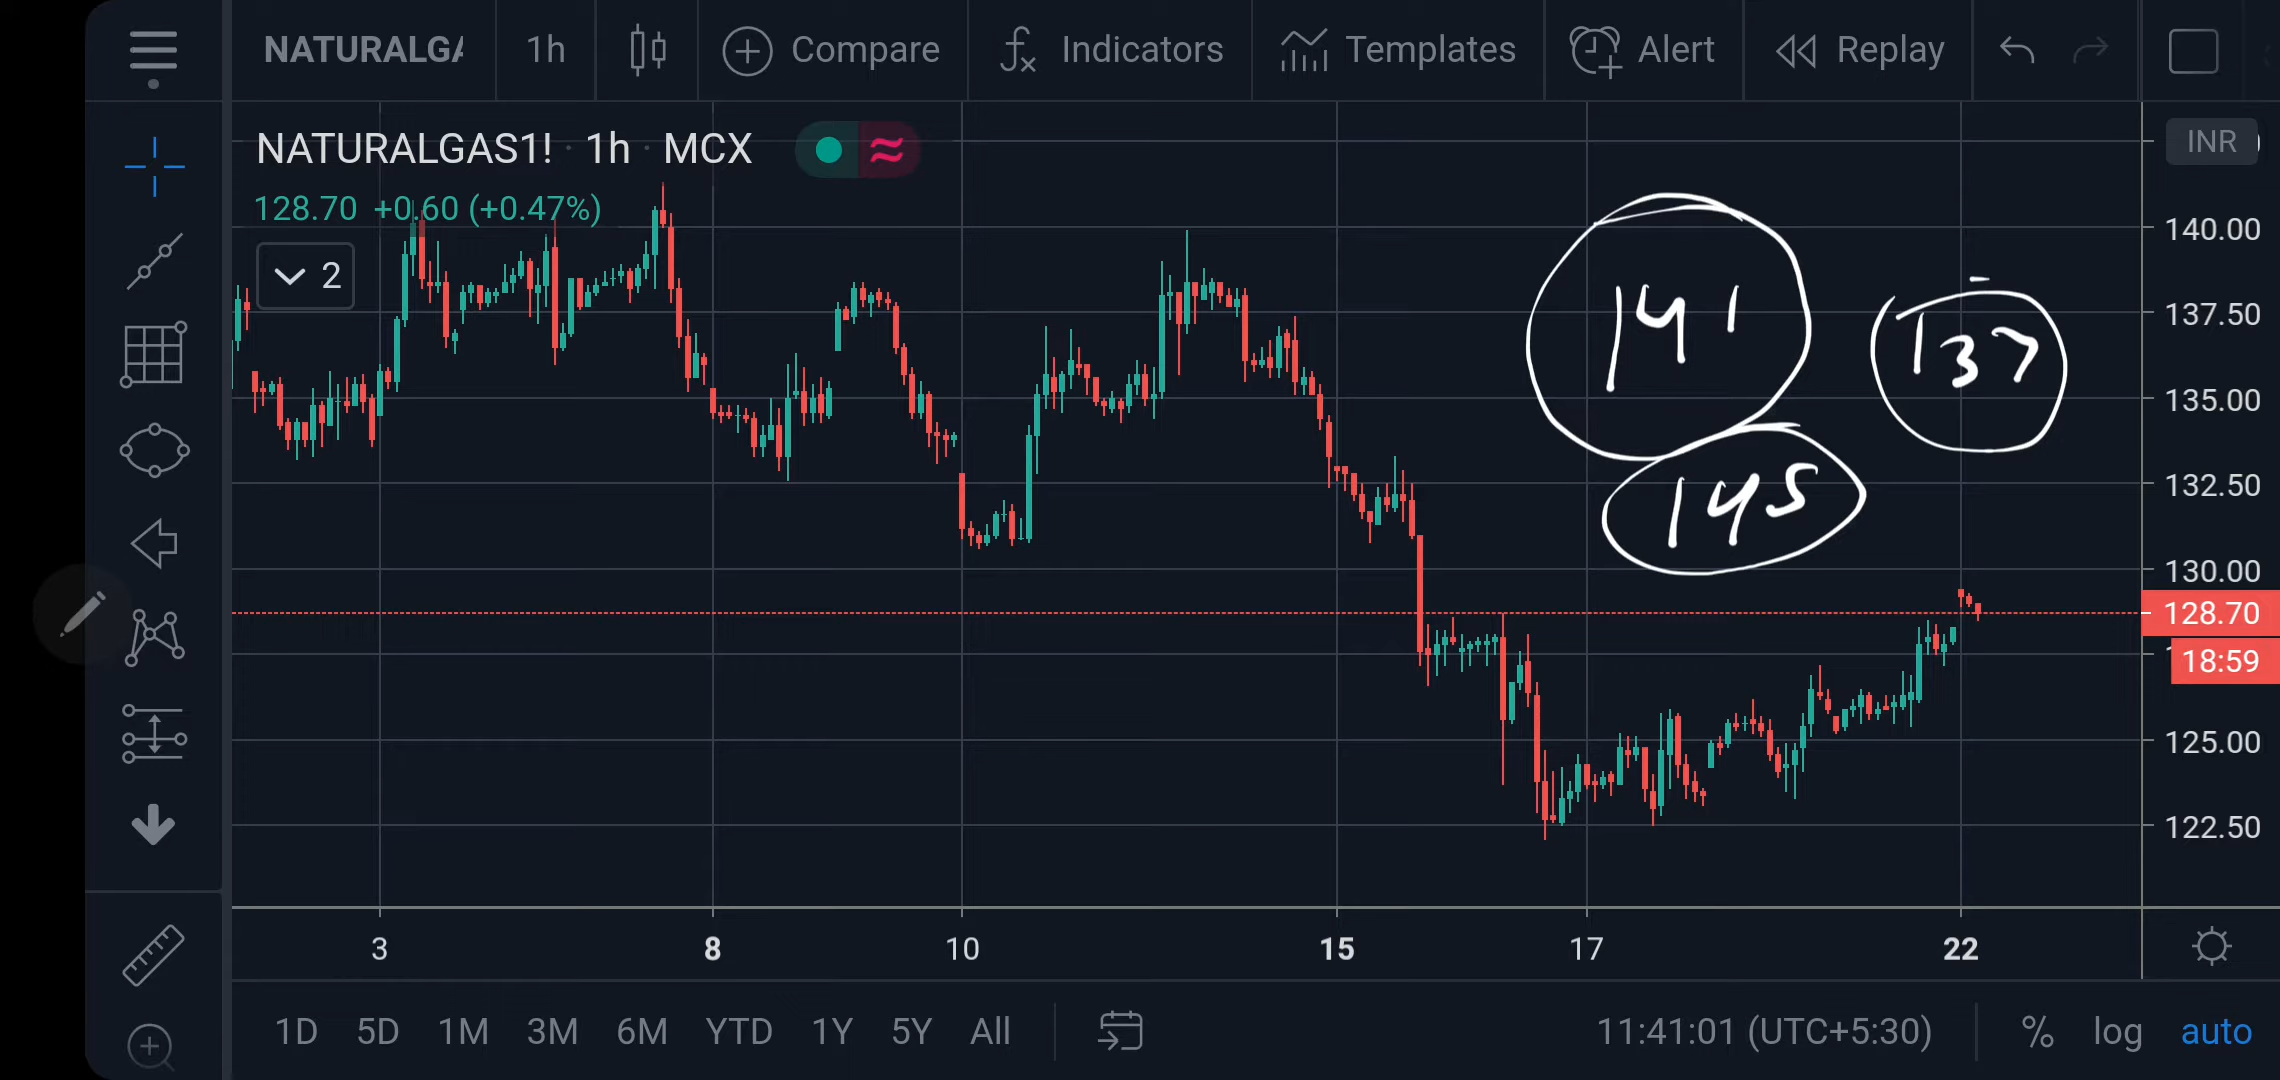 NATURALGA 1h Compare Indicators Templates Alert Replay
NATURALGAS1! · 1h · MCX
INR
128.70 +0.60 (+0.47%)
2
140.00
137.50
135.00
132.50
130.00
128.70
18:59
125.00
122.50
141
137
145
3 8 10 15 17 22
1D 5D 1M 3M 6M YTD 1Y 5Y All 11:41:01 (UTC+5:30) % log auto